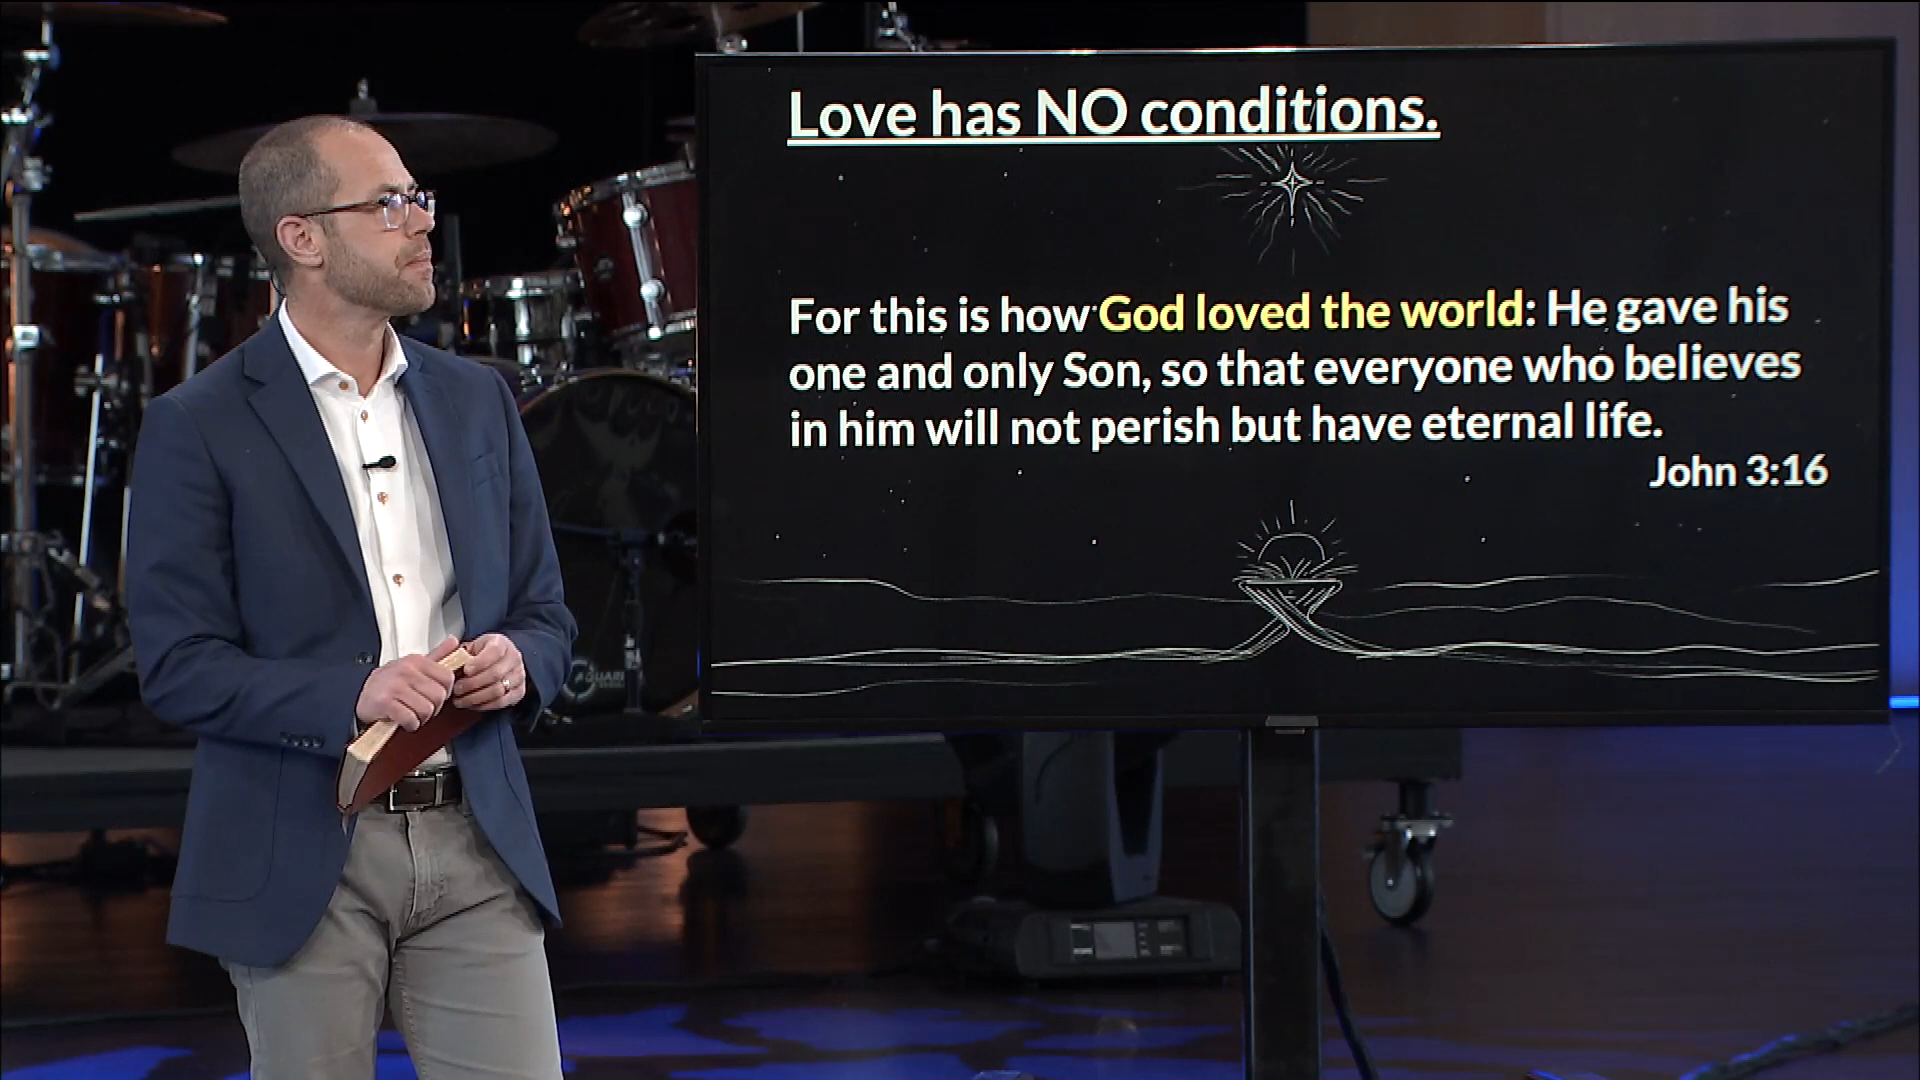 Love has NO conditions.
For this is how God loved the world: He gave his
one and only Son, so that everyone who believes
in him will not perish but have eternal life.
John 3:16